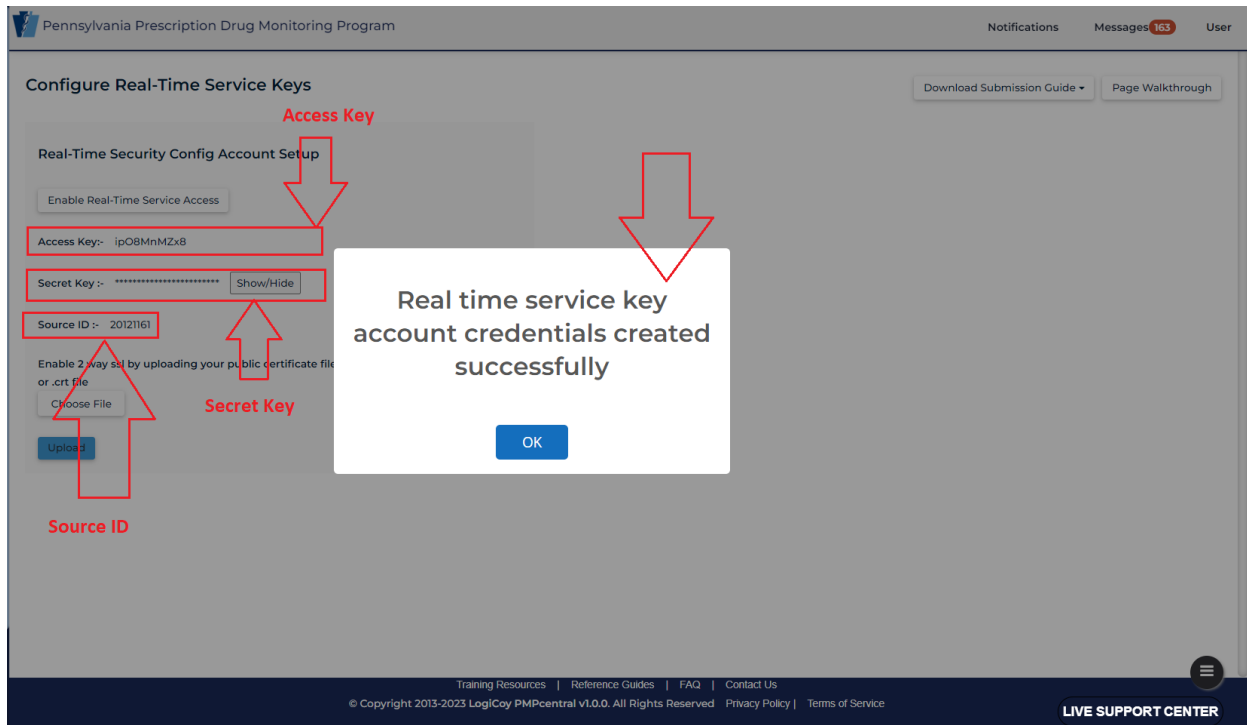 Pennsylvania Prescription Drug Monitoring Program
Notifications Messages 163 User
Configure Real-Time Service Keys
Download Submission Guide Page Walkthrough
Access Key
Real-Time Security Config Account Setup
Enable Real-Time Service Access
Access Key:- ipO8MnMZx8
Secret Key :- ************************ Show/Hide
Source ID :- 20121161
Enable 2 way ssl by uploading your public certificate file
or .crt file
Choose File
Secret Key
Upload
Source ID
Real time service key
account credentials created
successfully
OK
Training Resources | Reference Guides | FAQ | Contact Us
© Copyright 2013-2023 LogiCoy PMPcentral v1.0.0. All Rights Reserved Privacy Policy | Terms of Service
LIVE SUPPORT CENTER